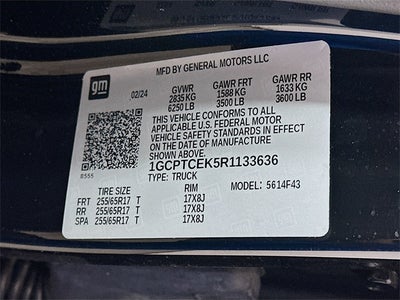 MFD BY GENERAL MOTORS LLC
gm
02/24 GVWR GAWR FRT GAWR RR
2835 KG 1588 KG 1633 KG
6250 LB 3500 LB 3600 LB
THIS VEHICLE CONFORMS TO ALL
APPLICABLE U.S. FEDERAL MOTOR
VEHICLE SAFETY STANDARDS IN EFFECT
ON THE DATE OF MANUFACTURE
SHOWN ABOVE.
1GCPTCEK5R1133636
8555 TYPE: TRUCK
TIRE SIZE RIM MODEL: 5614F43
FRT 255/65R17 T 17X8J
RR 255/65R17 T 17X8J
SPA 255/65R17 T 17X8J